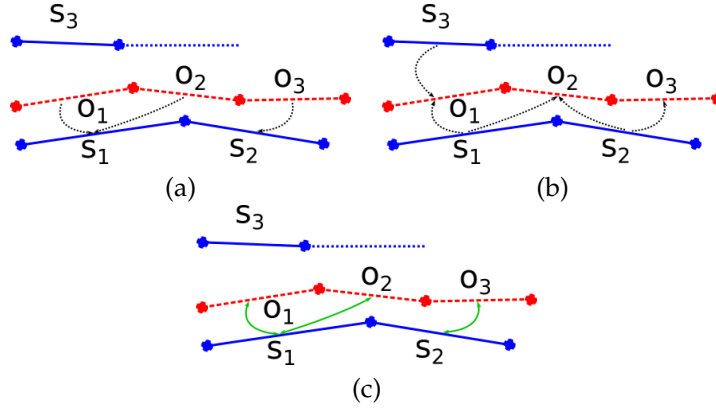 s₃ s₃
o₁ o₂ o₃ o₁ o₂ o₃
s₁ s₂ s₁ s₂
(a) (b)
s₃
o₁ o₂ o₃
s₁ s₂
(c)